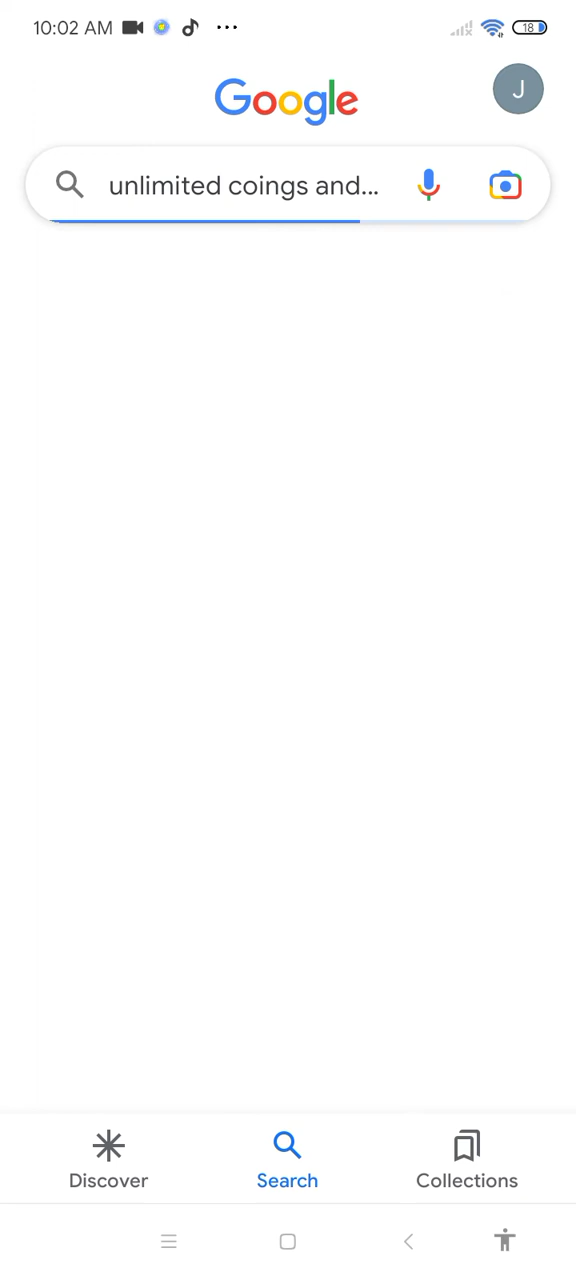 10:02 AM ... 18
Google
J
unlimited coings and...
Discover Search Collections